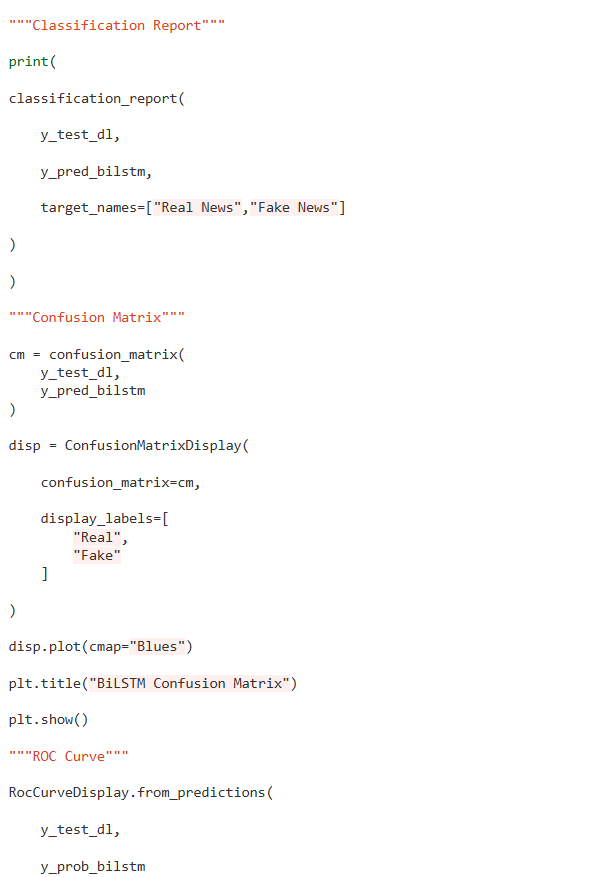 """Classification Report"""
print(
classification_report(
    y_test_dl,
    y_pred_bilstm,
    target_names=["Real News","Fake News"]
)
)
"""Confusion Matrix"""
cm = confusion_matrix(
    y_test_dl,
    y_pred_bilstm
)
disp = ConfusionMatrixDisplay(
    confusion_matrix=cm,
    display_labels=[
        "Real",
        "Fake"
    ]
)
disp.plot(cmap="Blues")
plt.title("BiLSTM Confusion Matrix")
plt.show()
"""ROC Curve"""
RocCurveDisplay.from_predictions(
    y_test_dl,
    y_prob_bilstm